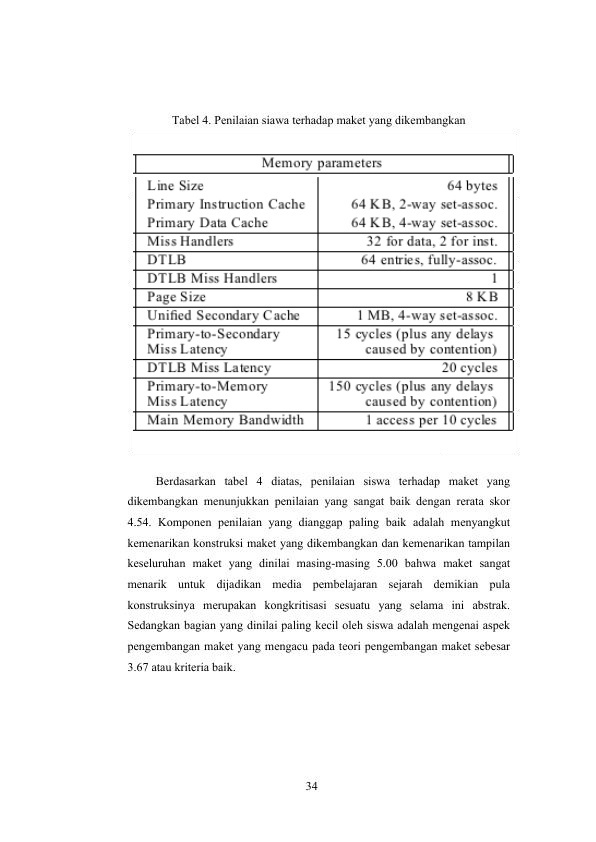 Tabel 4. Penilaian siawa terhadap maket yang dikembangkan
Memory parameters
Line Size 64 bytes
Primary Instruction Cache 64 KB, 2-way set-assoc.
Primary Data Cache 64 KB, 4-way set-assoc.
Miss Handlers 32 for data, 2 for inst.
DTLB 64 entries, fully-assoc.
DTLB Miss Handlers 1
Page Size 8 KB
Unified Secondary Cache 1 MB, 4-way set-assoc.
Primary-to-Secondary 15 cycles (plus any delays
Miss Latency caused by contention)
DTLB Miss Latency 20 cycles
Primary-to-Memory 150 cycles (plus any delays
Miss Latency caused by contention)
Main Memory Bandwidth 1 access per 10 cycles
Berdasarkan tabel 4 diatas, penilaian siswa terhadap maket yang
dikembangkan menunjukkan penilaian yang sangat baik dengan rerata skor
4.54. Komponen penilaian yang dianggap paling baik adalah menyangkut
kemenarikan konstruksi maket yang dikembangkan dan kemenarikan tampilan
keseluruhan maket yang dinilai masing-masing 5.00 bahwa maket sangat
menarik untuk dijadikan media pembelajaran sejarah demikian pula
konstruksinya merupakan kongkritisasi sesuatu yang selama ini abstrak.
Sedangkan bagian yang dinilai paling kecil oleh siswa adalah mengenai aspek
pengembangan maket yang mengacu pada teori pengembangan maket sebesar
3.67 atau kriteria baik.
34